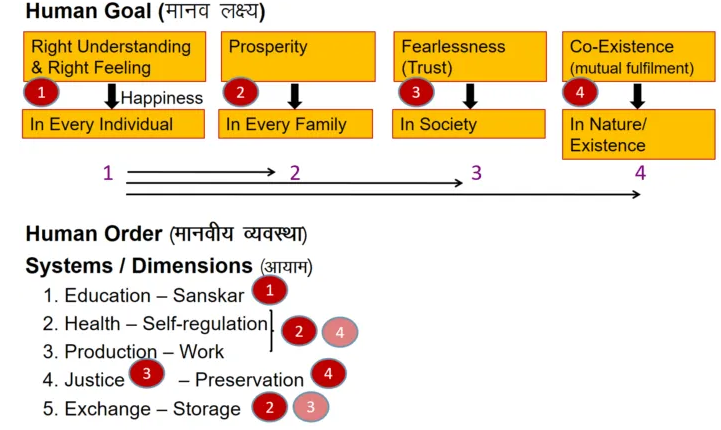 Human Goal (मानव लक्ष्य)
Right Understanding
& Right Feeling
Prosperity
Fearlessness
(Trust)
Co-Existence
(mutual fulfilment)
1
Happiness
2
3
4
In Every Individual
In Every Family
In Society
In Nature/
Existence
1 2 3 4
Human Order (मानवीय व्यवस्था)
Systems / Dimensions (आयाम)
1. Education – Sanskar 1
2. Health – Self-regulation
2 4
3. Production – Work
4. Justice 3 – Preservation 4
5. Exchange – Storage 2 3